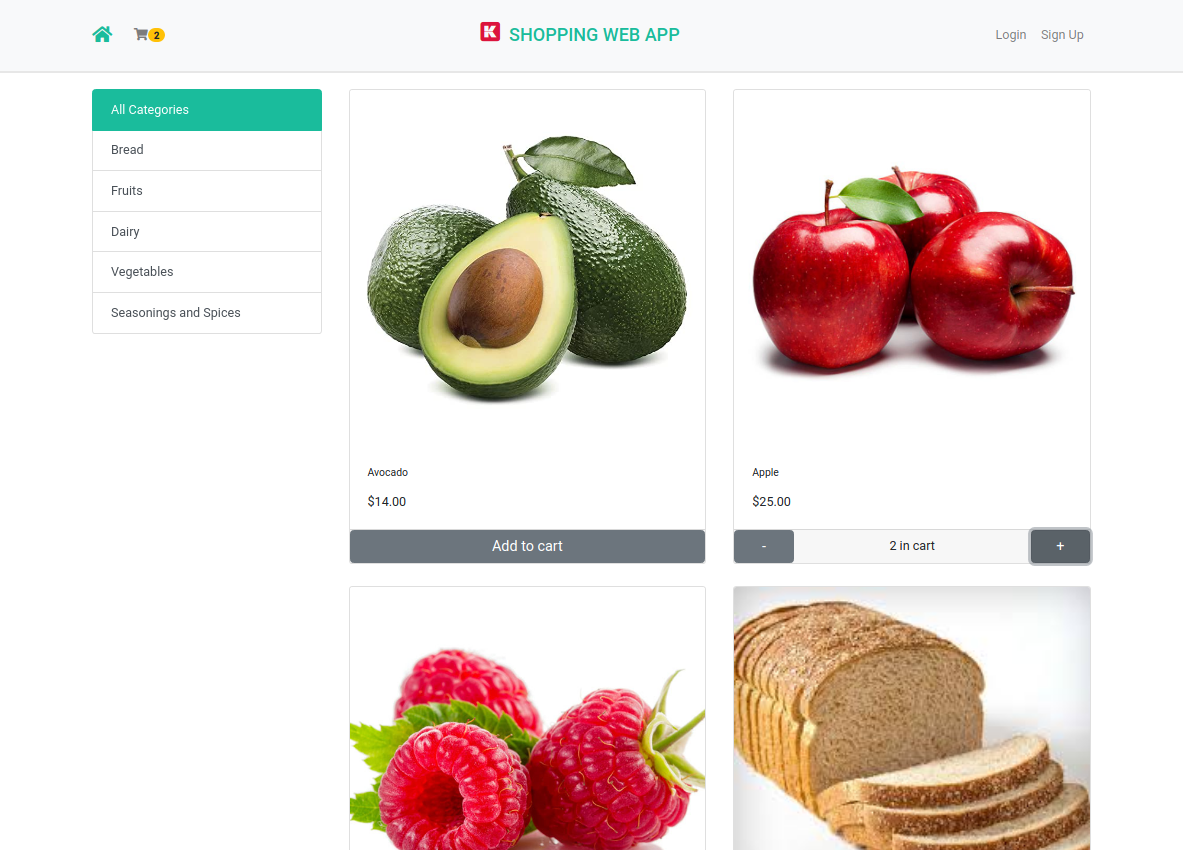 2
K SHOPPING WEB APP
Login Sign Up
All Categories
Bread
Fruits
Dairy
Vegetables
Seasonings and Spices
Avocado
$14.00
Add to cart
Apple
$25.00
- 2 in cart +